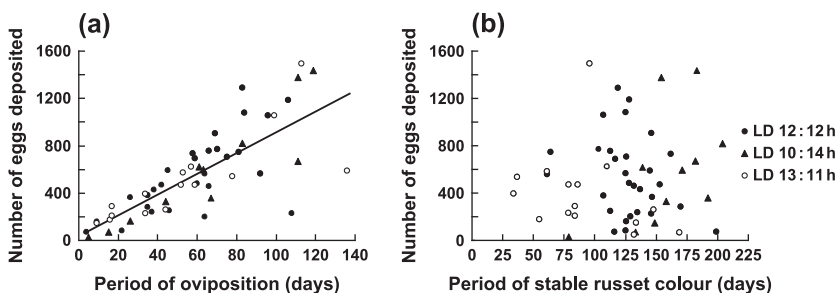 (a)
Number of eggs deposited
1600
1200
800
400
0
0 20 40 60 80 100 120 140
Period of oviposition (days)
(b)
Number of eggs deposited
1600
1200
800
400
0
0 25 50 75 100 125 150 175 200 225
Period of stable russet colour (days)
LD 12 : 12 h
LD 10 : 14 h
LD 13 : 11 h